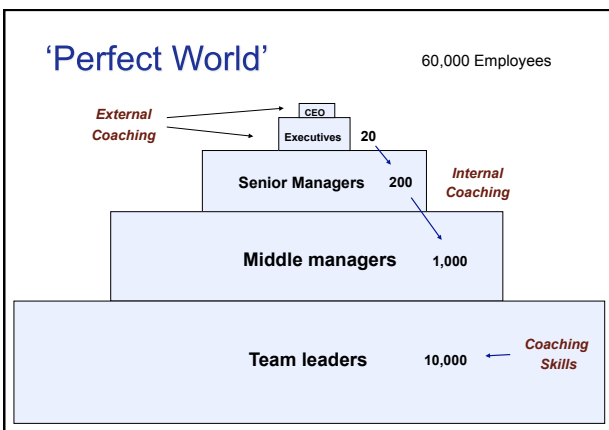 ‘Perfect World’
60,000 Employees
External
Coaching
CEO
Executives 20
Senior Managers 200
Internal
Coaching
Middle managers 1,000
Team leaders 10,000
Coaching
Skills